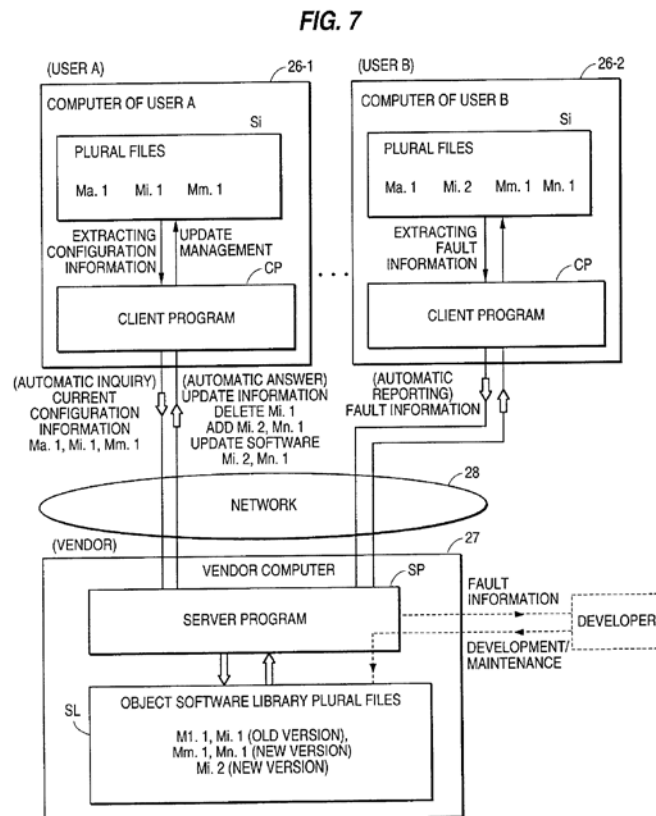 FIG. 7
(USER A)
26-1
COMPUTER OF USER A
Si
PLURAL FILES
Ma. 1 Mi. 1 Mm. 1
EXTRACTING
CONFIGURATION
INFORMATION
UPDATE
MANAGEMENT
CP
CLIENT PROGRAM
(USER B)
26-2
COMPUTER OF USER B
Si
PLURAL FILES
Ma. 1 Mi. 2 Mm. 1 Mn. 1
EXTRACTING
FAULT
INFORMATION
CP
CLIENT PROGRAM
(AUTOMATIC INQUIRY)
CURRENT
CONFIGURATION
INFORMATION
Ma. 1, Mi. 1, Mm. 1
(AUTOMATIC ANSWER)
UPDATE INFORMATION
DELETE Mi. 1
ADD Mi. 2, Mn. 1
UPDATE SOFTWARE
Mi. 2, Mn. 1
(AUTOMATIC
REPORTING)
FAULT INFORMATION
28
NETWORK
(VENDOR)
27
VENDOR COMPUTER
SP
SERVER PROGRAM
FAULT
INFORMATION
DEVELOPER
DEVELOPMENT/
MAINTENANCE
SL
OBJECT SOFTWARE LIBRARY PLURAL FILES
M1. 1, Mi. 1 (OLD VERSION),
Mm. 1, Mn. 1 (NEW VERSION)
Mi. 2 (NEW VERSION)